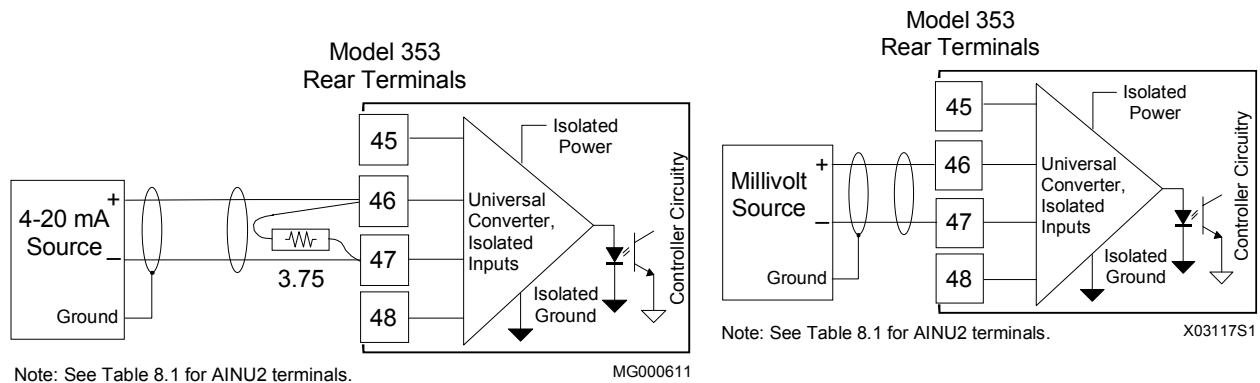 Model 353
Rear Terminals
45
46
47
48
4-20 mA
Source
+
–
Ground
3.75
Isolated
Power
Universal
Converter,
Isolated
Inputs
Isolated
Ground
Controller Circuitry
Note: See Table 8.1 for AINU2 terminals.
MG000611
Model 353
Rear Terminals
45
46
47
48
Millivolt
Source
+
–
Ground
Isolated
Power
Universal
Converter,
Isolated
Inputs
Isolated
Ground
Controller Circuitry
Note: See Table 8.1 for AINU2 terminals.
X03117S1